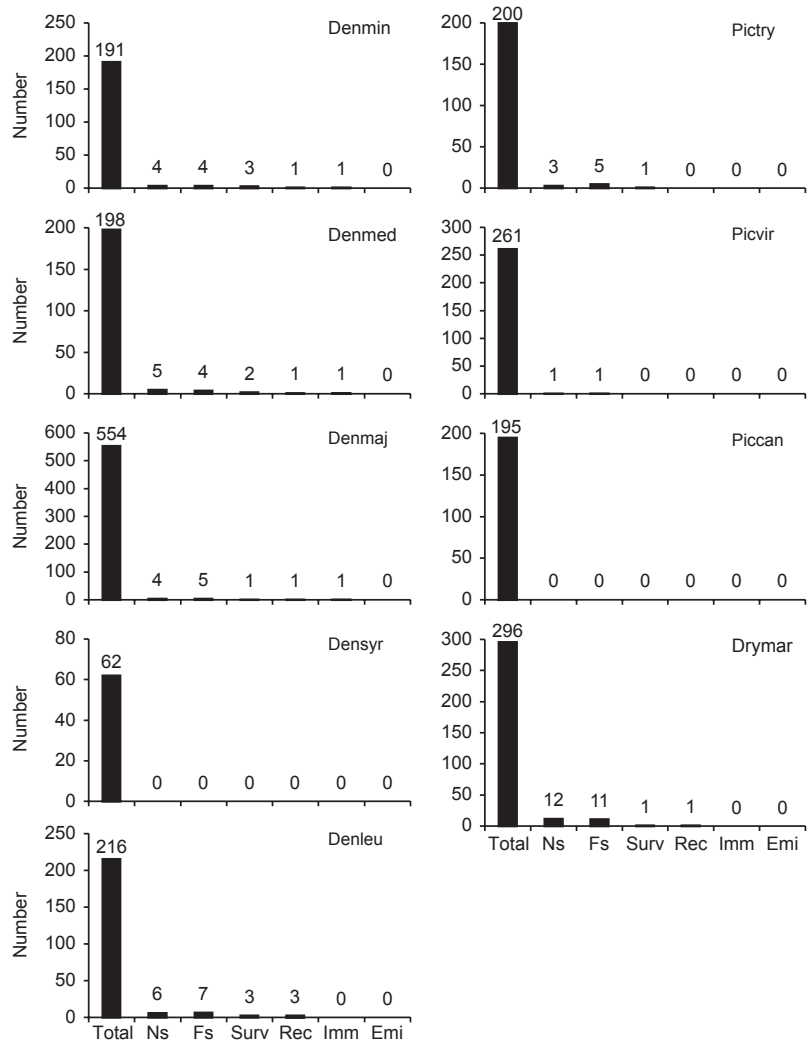 Denmin
Number
250
200
150
100
50
0
191 4 4 3 1 1 0
Pictry
200
150
100
50
0
200 3 5 1 0 0 0
Denmed
Number
200
150
100
50
0
198 5 4 2 1 1 0
Picvir
300
250
200
150
100
50
0
261 1 1 0 0 0 0
Denmaj
Number
600
500
400
300
200
100
0
554 4 5 1 1 1 0
Piccan
200
150
100
50
0
195 0 0 0 0 0 0
Densyr
Number
80
60
40
20
0
62 0 0 0 0 0 0
Drymar
300
250
200
150
100
50
0
296 12 11 1 1 0 0
Total Ns Fs Surv Rec Imm Emi
Denleu
Number
250
200
150
100
50
0
216 6 7 3 3 0 0
Total Ns Fs Surv Rec Imm Emi